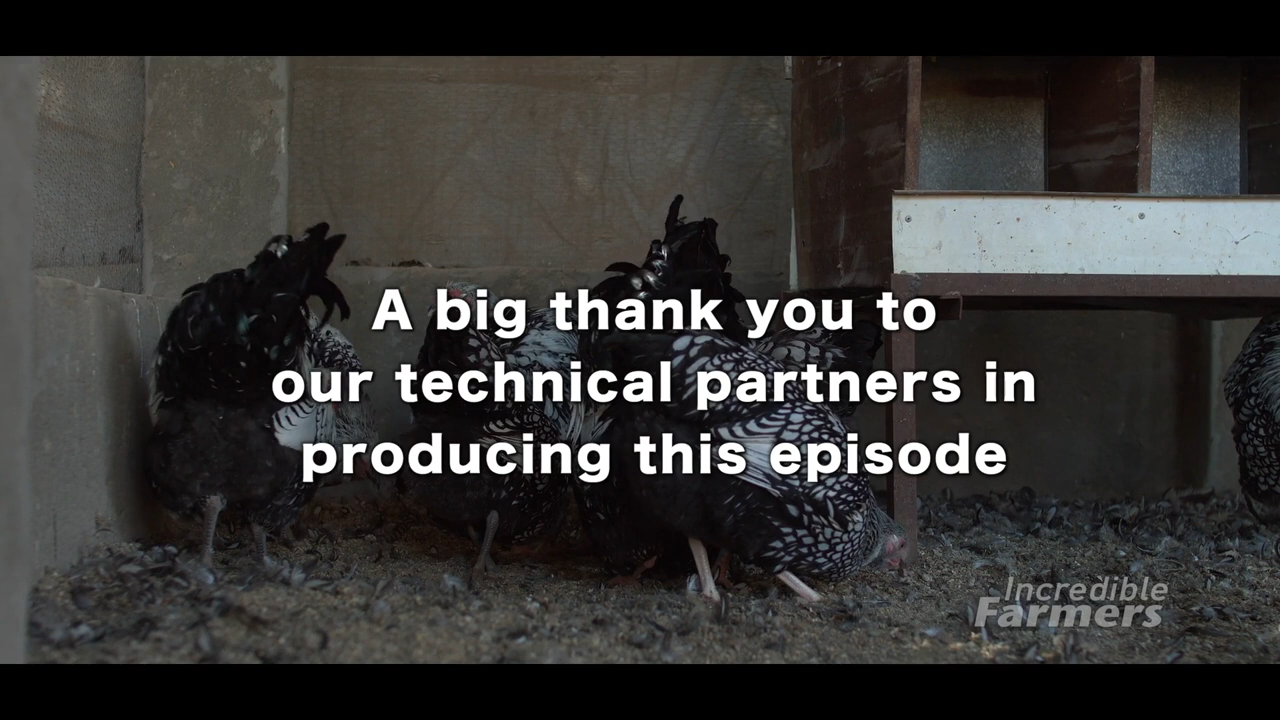 A big thank you to
our technical partners in
producing this episode
Incredible
Farmers